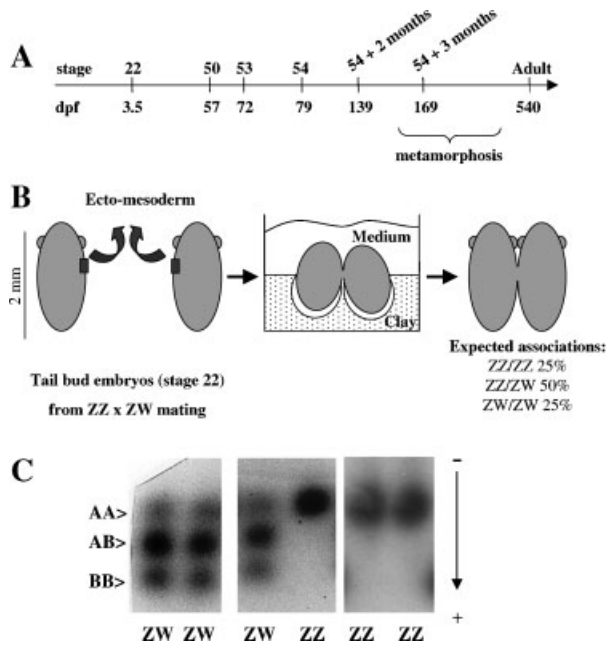 A
stage 22 50 53 54 54 + 2 months 54 + 3 months Adult
dpf 3.5 57 72 79 139 169 540
metamorphosis
B
Ecto-mesoderm
2 mm
Medium
Clay
Tail bud embryos (stage 22)
from ZZ x ZW mating
Expected associations:
ZZ/ZZ 25%
ZZ/ZW 50%
ZW/ZW 25%
C
AA>
AB>
BB>
-
+
ZW ZW ZW ZZ ZZ ZZ